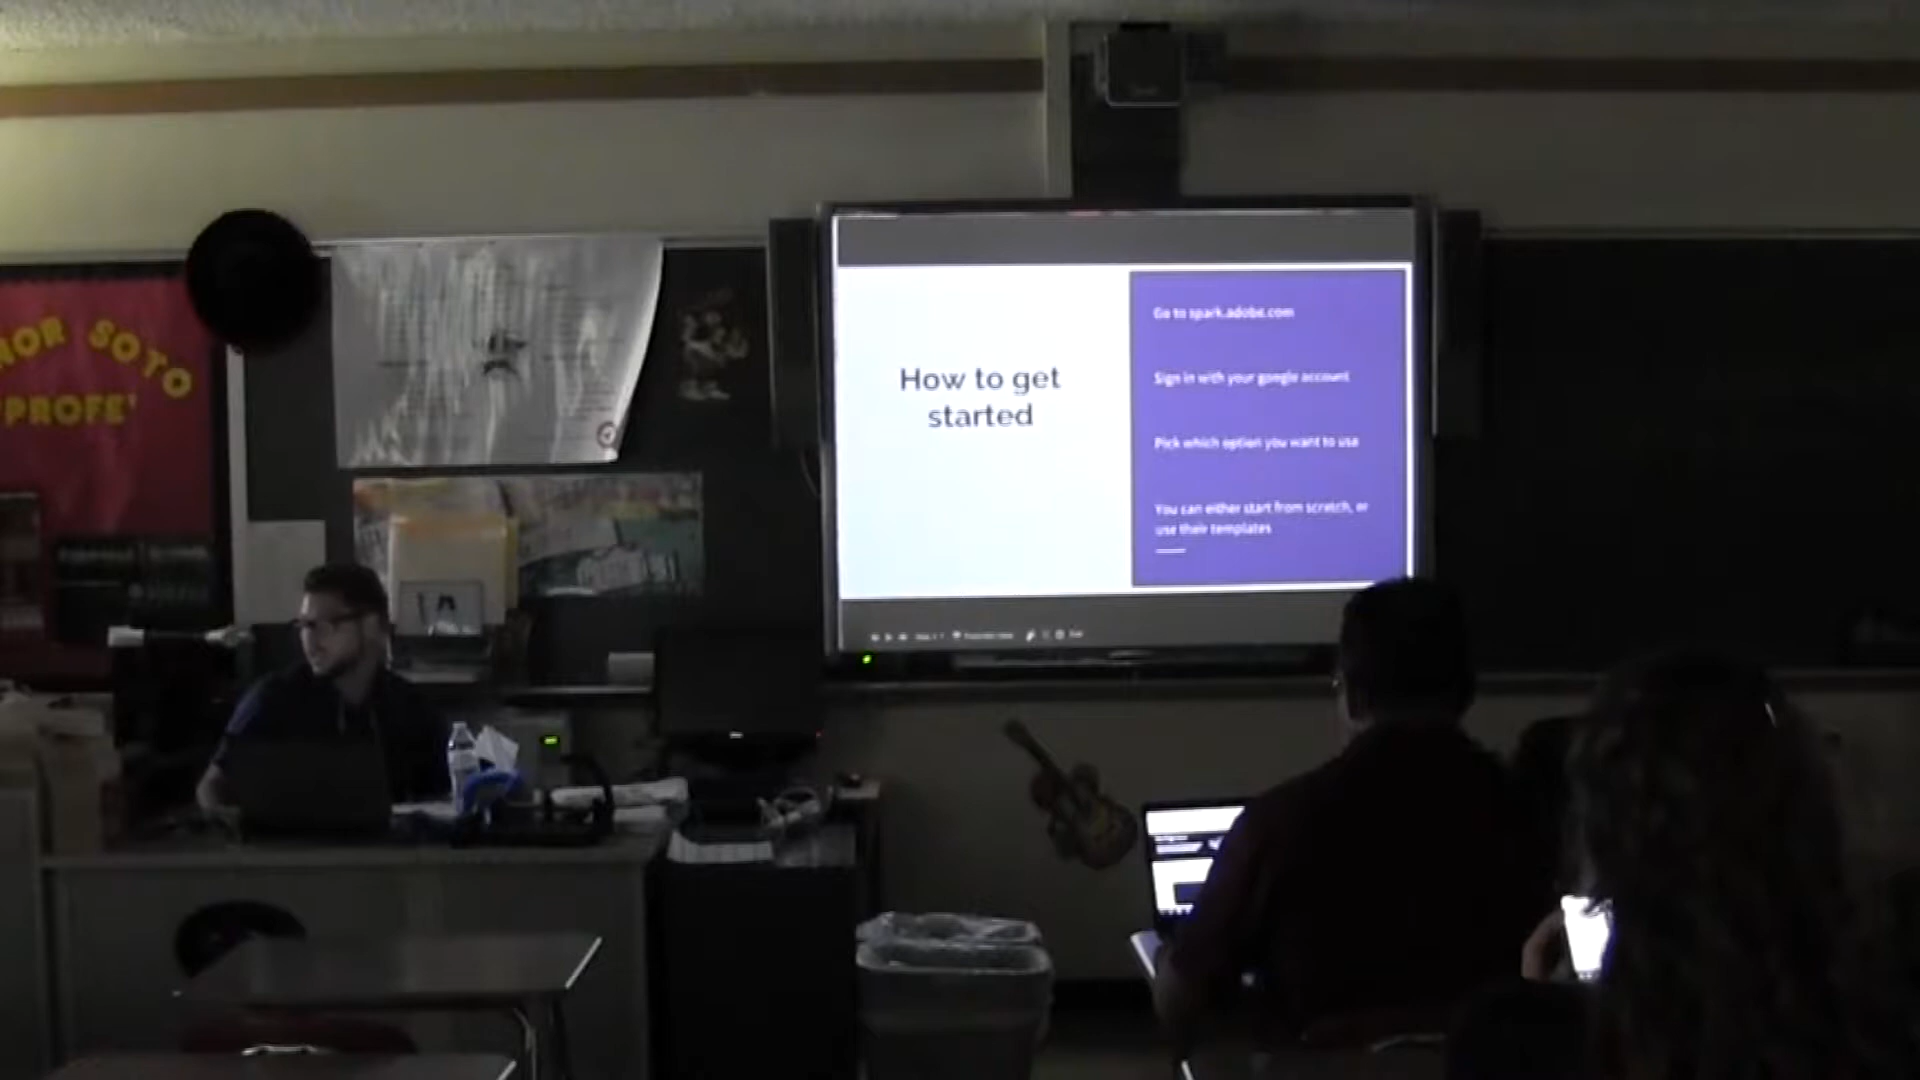 NOR SOTO
'PROFE'
How to get
started
Go to spark.adobe.com
Sign in with your google account
Pick which option you want to use
You can either start from scratch, or
use their templates